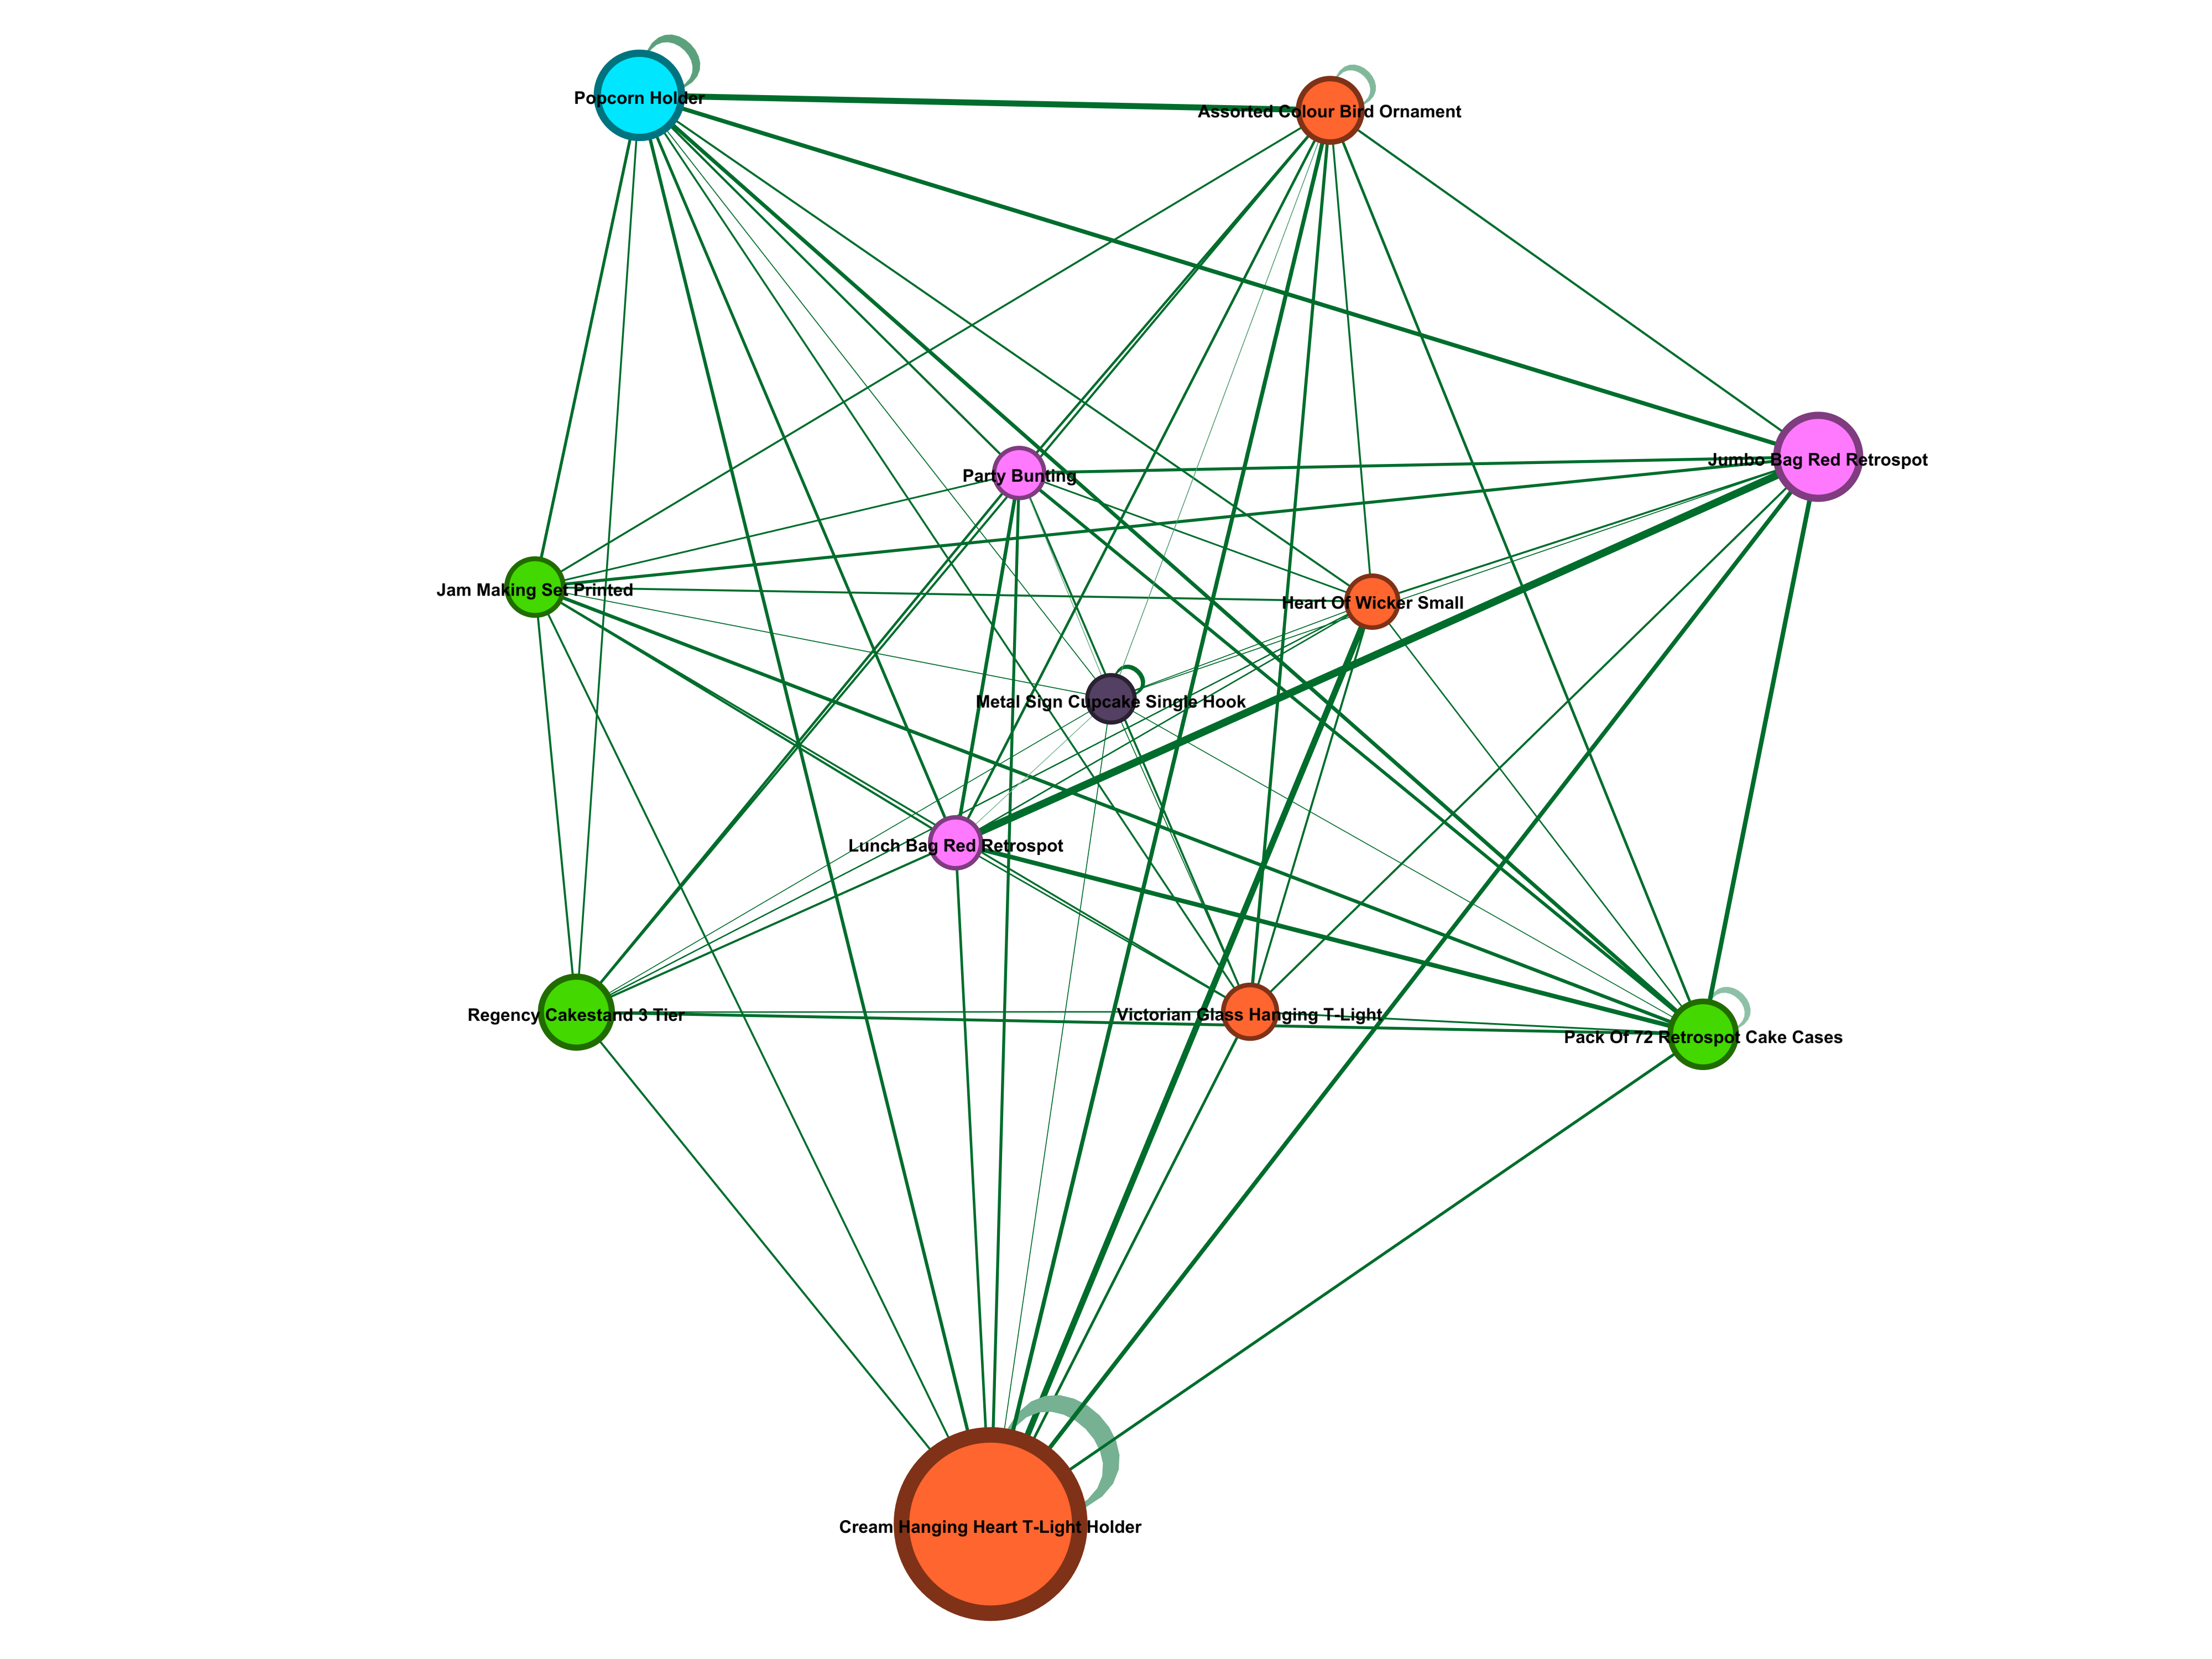 Popcorn Holder
Assorted Colour Bird Ornament
Jumbo Bag Red Retrospot
Party Bunting
Jam Making Set Printed
Heart Of Wicker Small
Metal Sign Cupcake Single Hook
Lunch Bag Red Retrospot
Regency Cakestand 3 Tier
Victorian Glass Hanging T-Light
Pack Of 72 Retrospot Cake Cases
Cream Hanging Heart T-Light Holder